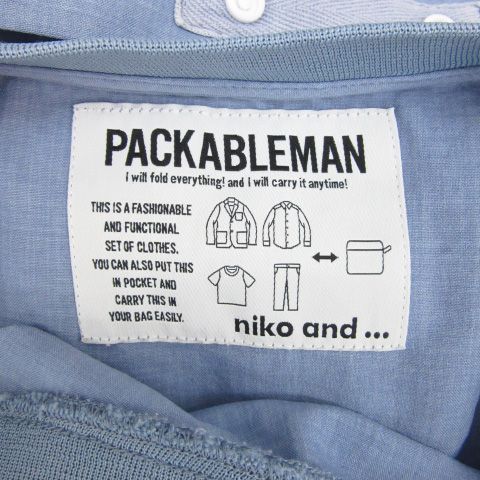 PACKABLEMAN
I will fold everything! and I will carry it anytime!
THIS IS A FASHIONABLE
AND FUNCTIONAL
SET OF CLOTHES.
YOU CAN ALSO PUT THIS
IN POCKET AND
CARRY THIS IN
YOUR BAG EASILY.
niko and ...